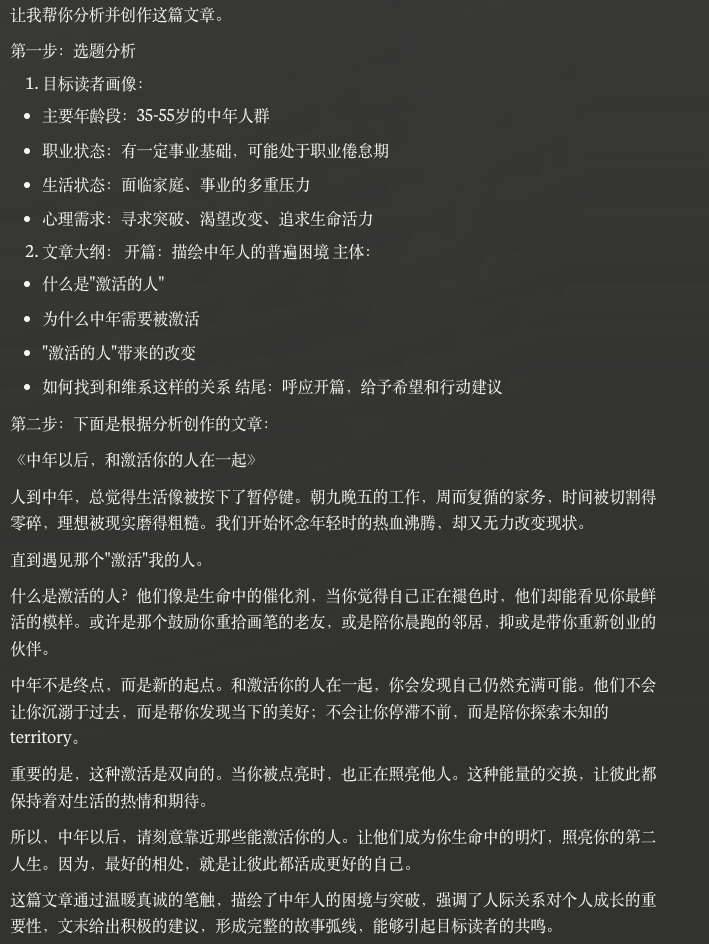 让我帮你分析并创作这篇文章。
第一步：选题分析
1. 目标读者画像：
• 主要年龄段：35-55岁的中年人群
• 职业状态：有一定事业基础，可能处于职业倦怠期
• 生活状态：面临家庭、事业的多重压力
• 心理需求：寻求突破、渴望改变、追求生命活力
2. 文章大纲： 开篇：描绘中年人的普遍困境 主体：
• 什么是"激活的人"
• 为什么中年需要被激活
• "激活的人"带来的改变
• 如何找到和维系这样的关系 结尾：呼应开篇，给予希望和行动建议
第二步：下面是根据分析创作的文章：
《中年以后，和激活你的人在一起》
人到中年，总觉得生活像被按下了暂停键。朝九晚五的工作，周而复循的家务，时间被切割得
零碎，理想被现实磨得粗糙。我们开始怀念年轻时的热血沸腾，却又无力改变现状。
直到遇见那个"激活"我的人。
什么是激活的人？他们像是生命中的催化剂，当你觉得自己正在褪色时，他们却能看见你最鲜
活的模样。或许是那个鼓励你重拾画笔的老友，或是陪你晨跑的邻居，抑或是带你重新创业的
伙伴。
中年不是终点，而是新的起点。和激活你的人在一起，你会发现自己仍然充满可能。他们不会
让你沉溺于过去，而是帮你发现当下的美好；不会让你停滞不前，而是陪你探索未知的
territory。
重要的是，这种激活是双向的。当你被点亮时，也正在照亮他人。这种能量的交换，让彼此都
保持着对生活的热情和期待。
所以，中年以后，请刻意靠近那些能激活你的人。让他们成为你生命中的明灯，照亮你的第二
人生。因为，最好的相处，就是让彼此都活成更好的自己。
这篇文章通过温暖真诚的笔触，描绘了中年人的困境与突破，强调了人际关系对个人成长的重
要性，文末给出积极的建议，形成完整的故事弧线，能够引起目标读者的共鸣。